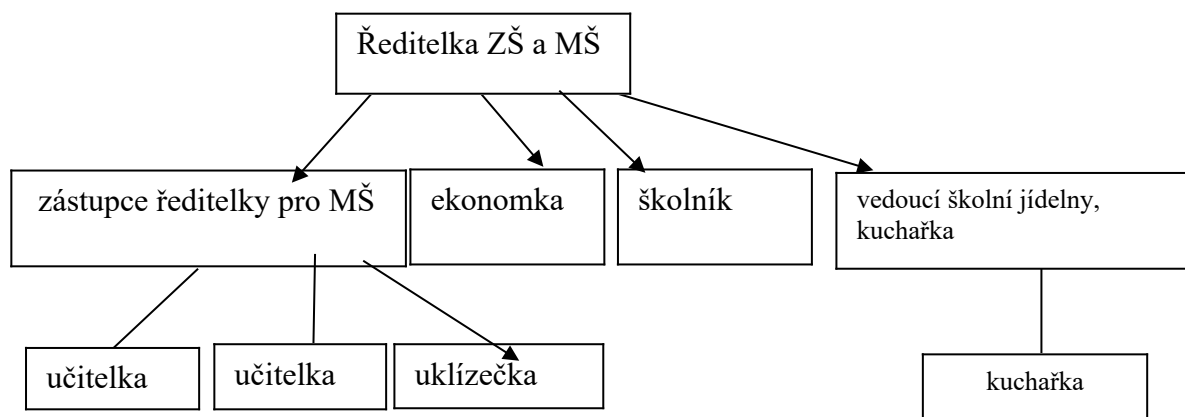 Ředitelka ZŠ a MŠ
zástupce ředitelky pro MŠ
ekonomka
školník
vedoucí školní jídelny,
kuchařka
učitelka
učitelka
uklízečka
kuchařka